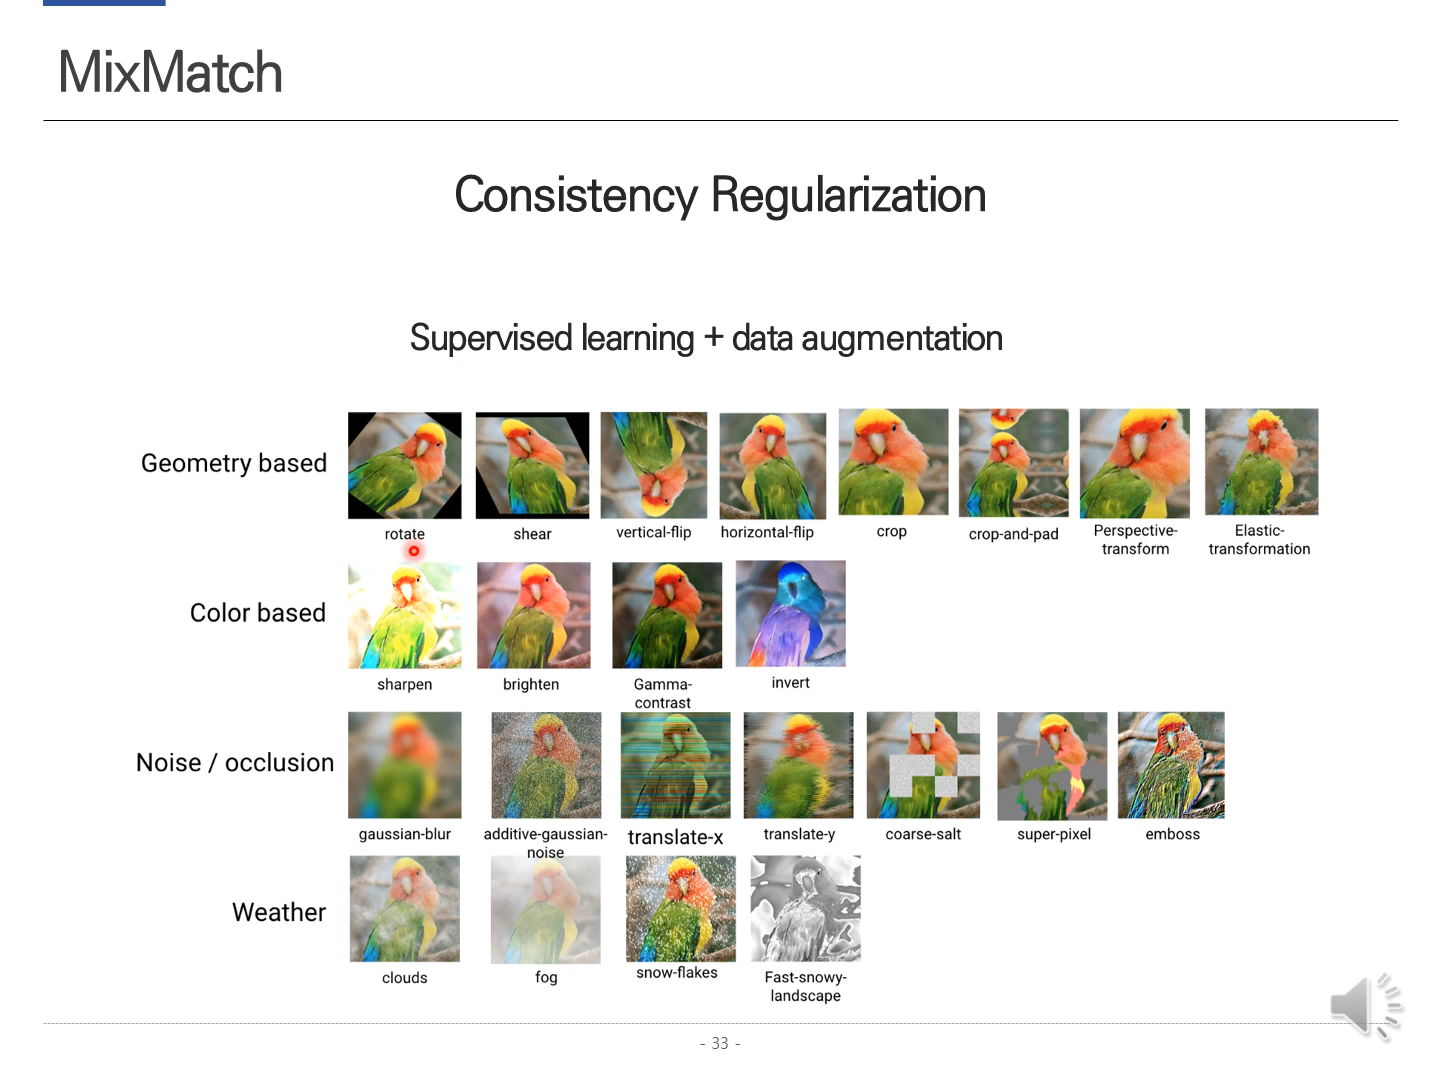 MixMatch
Consistency Regularization
Supervised learning + data augmentation
Geometry based
rotate
shear
vertical-flip
horizontal-flip
crop
crop-and-pad
Perspective-
transform
Elastic-
transformation
Color based
sharpen
brighten
Gamma-
contrast
invert
Noise / occlusion
gaussian-blur
additive-gaussian-
noise
translate-x
translate-y
coarse-salt
super-pixel
emboss
Weather
clouds
fog
snow-flakes
Fast-snowy-
landscape
- 33 -